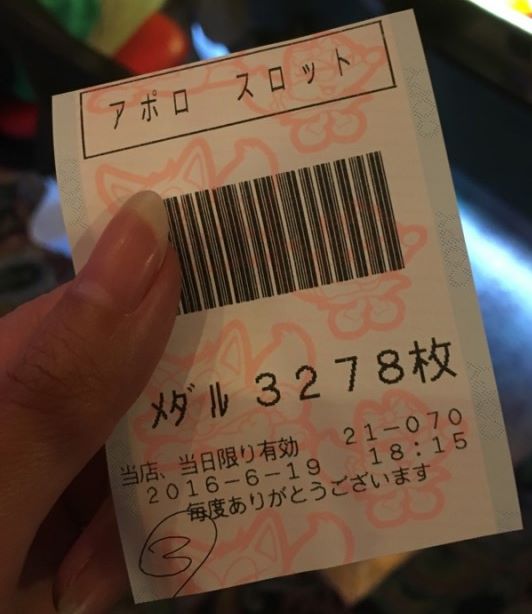 アポロ　スロット
メダル 3278枚
当店、当日限り有効　21-070
2016-6-19　18:15
毎度ありがとうございます
3